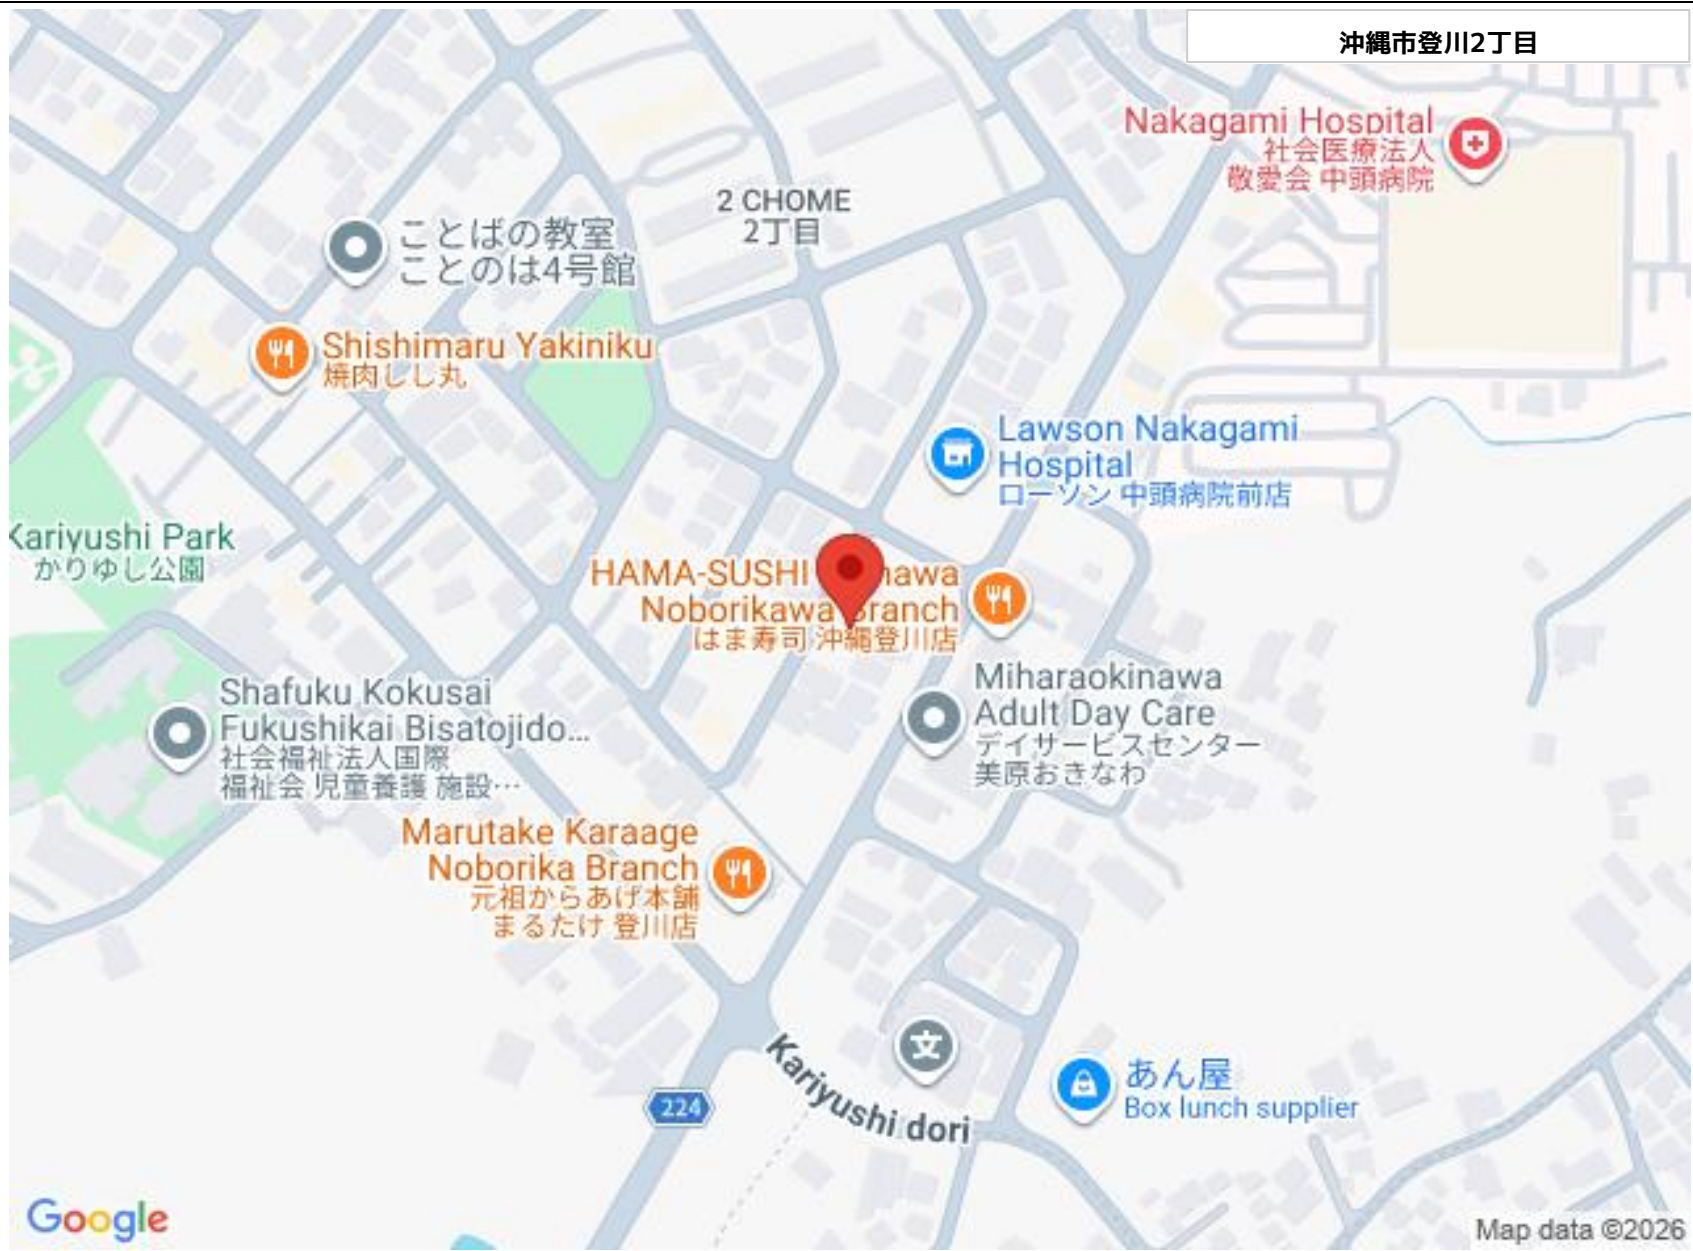 沖縄市登川2丁目
Nakagami Hospital
社会医療法人
敬愛会 中頭病院
2 CHOME
2丁目
ことばの教室
ことのは4号館
Shishimaru Yakiniku
焼肉しし丸
Lawson Nakagami
Hospital
ローソン 中頭病院前店
Kariyushi Park
かりゆし公園
HAMA-SUSHI nawa
Noborikawa Branch
はま寿司 沖縄登川店
Miharaokinawa
Adult Day Care
デイサービスセンター
美原おきなわ
Shafuku Kokusai
Fukushikai Bisatojido...
社会福祉法人国際
福祉会 児童養護 施設…
Marutake Karaage
Noborika Branch
元祖からあげ本舗
まるたけ 登川店
文
Kariyushi dori
あん屋
Box lunch supplier
224
Google
Map data ©2026